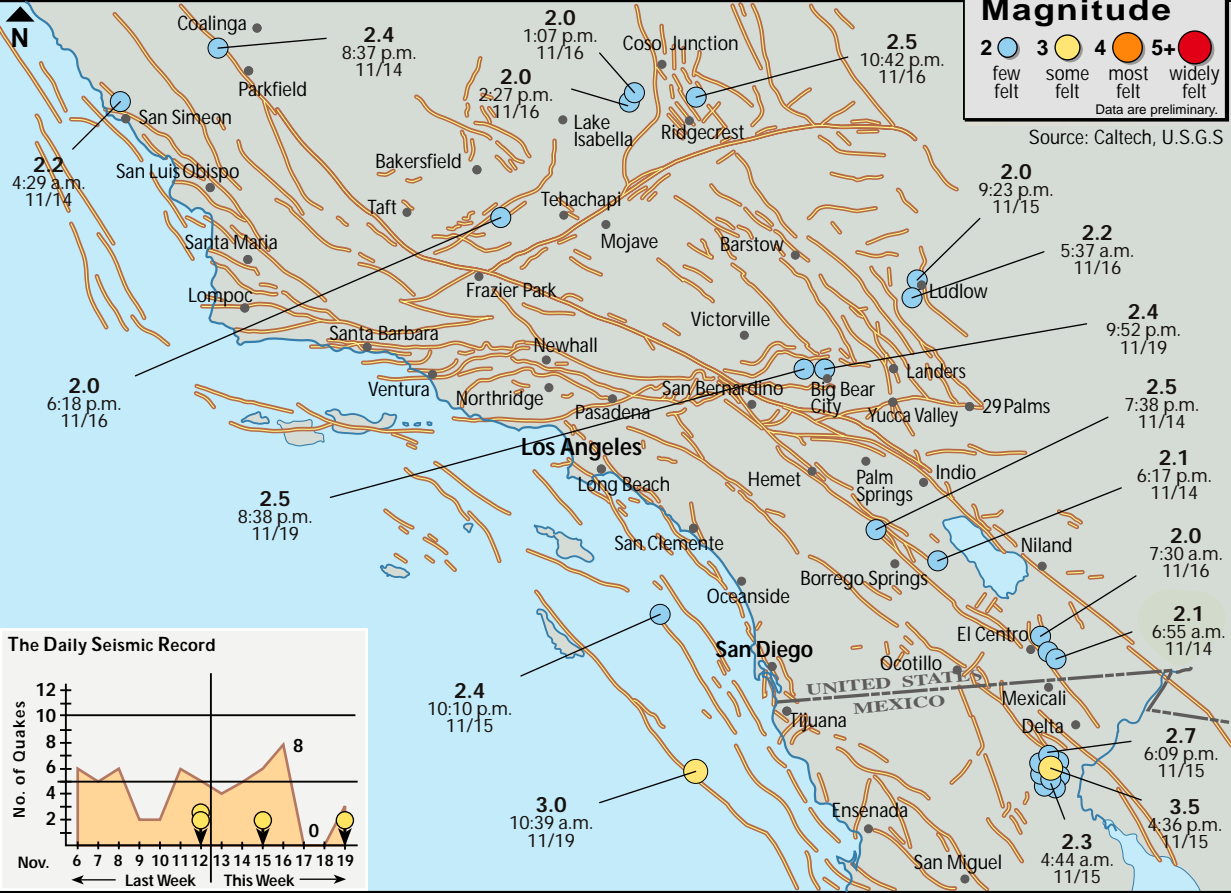 N
Coalinga
2.4
8:37 p.m.
11/14
Parkfield
2.0
1:07 p.m.
11/16
Coso Junction
2.0
2:27 p.m.
11/16
2.5
10:42 p.m.
11/16
Magnitude
2 3 4 5+
few felt
some felt
most felt
widely felt
Data are preliminary.
Source: Caltech, U.S.G.S
San Simeon
2.2
4:29 a.m.
11/14
San Luis Obispo
Bakersfield
Lake
Isabella
Ridgecrest
Taft
Tehachapi
Mojave
Barstow
2.0
9:23 p.m.
11/15
2.2
5:37 a.m.
11/16
Santa Maria
Frazier Park
Ludlow
Lompoc
Santa Barbara
Newhall
Victorville
2.4
9:52 p.m.
11/19
2.0
6:18 p.m.
11/16
Ventura
Northridge
Pasadena
San Bernardino
Big Bear
City
Landers
Yucca Valley
29 Palms
2.5
7:38 p.m.
11/14
Los Angeles
Long Beach
Hemet
Palm
Springs
Indio
2.1
6:17 p.m.
11/14
2.5
8:38 p.m.
11/19
San Clemente
Oceanside
Borrego Springs
Niland
2.0
7:30 a.m.
11/16
El Centro
2.1
6:55 a.m.
11/14
San Diego
Ocotillo
UNITED STATES
MEXICO
Mexicali
Tijuana
Delta
2.4
10:10 p.m.
11/15
2.7
6:09 p.m.
11/15
3.0
10:39 a.m.
11/19
Ensenada
3.5
4:36 p.m.
11/15
2.3
4:44 a.m.
11/15
San Miguel
The Daily Seismic Record
No. of Quakes
12
10
8
6
4
2
8
0
Nov. 6 7 8 9 10 11 12 13 14 15 16 17 18 19
Last Week This Week